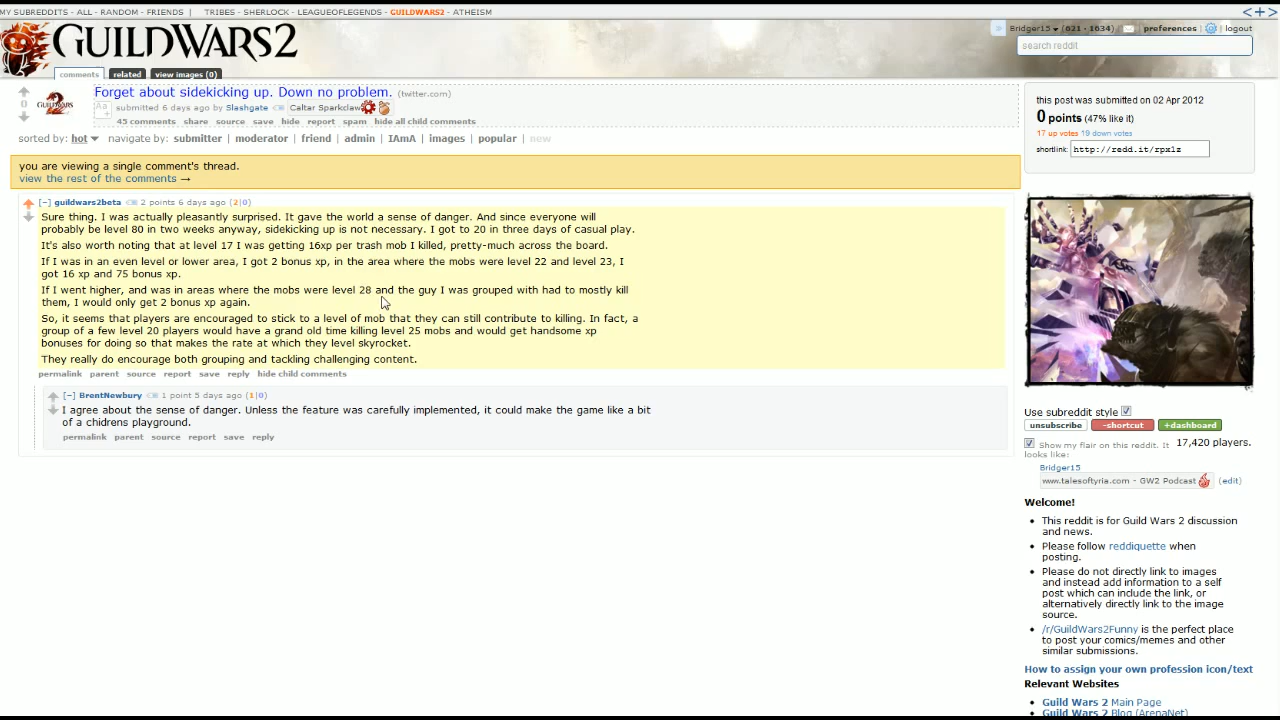 MY SUBREDDITS - ALL - RANDOM - FRIENDS | TRIBES - SHERLOCK - LEAGUEOFLEGENDS - GUILDWARS2 - ATHEISM
<+>
GUILDWARS2
Bridger15 (621 · 1634) preferences | logout
search reddit
comments related view images (0)
Forget about sidekicking up. Down no problem. (twitter.com)
0
submitted 6 days ago by Slashgate Caltar Sparkclaw
45 comments share source save hide report spam hide all child comments
sorted by: hot navigate by: submitter | moderator | friend | admin | IAmA | images | popular | new
you are viewing a single comment's thread.
view the rest of the comments →
[–] guildwars2beta 2 points 6 days ago (2|0)
Sure thing. I was actually pleasantly surprised. It gave the world a sense of danger. And since everyone will
probably be level 80 in two weeks anyway, sidekicking up is not necessary. I got to 20 in three days of casual play.
It's also worth noting that at level 17 I was getting 16xp per trash mob I killed, pretty-much across the board.
If I was in an even level or lower area, I got 2 bonus xp, in the area where the mobs were level 22 and level 23, I
got 16 xp and 75 bonus xp.
If I went higher, and was in areas where the mobs were level 28 and the guy I was grouped with had to mostly kill
them, I would only get 2 bonus xp again.
So, it seems that players are encouraged to stick to a level of mob that they can still contribute to killing. In fact, a
group of a few level 20 players would have a grand old time killing level 25 mobs and would get handsome xp
bonuses for doing so that makes the rate at which they level skyrocket.
They really do encourage both grouping and tackling challenging content.
permalink parent source report save reply hide child comments
[–] BrentNewbury 1 point 5 days ago (1|0)
I agree about the sense of danger. Unless the feature was carefully implemented, it could make the game like a bit
of a chidrens playground.
permalink parent source report save reply
this post was submitted on 02 Apr 2012
0 points (47% like it)
17 up votes 19 down votes
shortlink: http://redd.it/rpx1z
Use subreddit style
unsubscribe -shortcut +dashboard
Show my flair on this reddit. It 17,420 players.
looks like:
Bridger15
www.talesoftyria.com - GW2 Podcast (edit)
Welcome!
• This reddit is for Guild Wars 2 discussion
and news.
• Please follow reddiquette when
posting.
• Please do not directly link to images
and instead add information to a self
post which can include the link, or
alternatively directly link to the image
source.
• /r/GuildWars2Funny is the perfect place
to post your comics/memes and other
similar submissions.
How to assign your own profession icon/text
Relevant Websites
• Guild Wars 2 Main Page
• Guild Wars 2 Blog (ArenaNet)